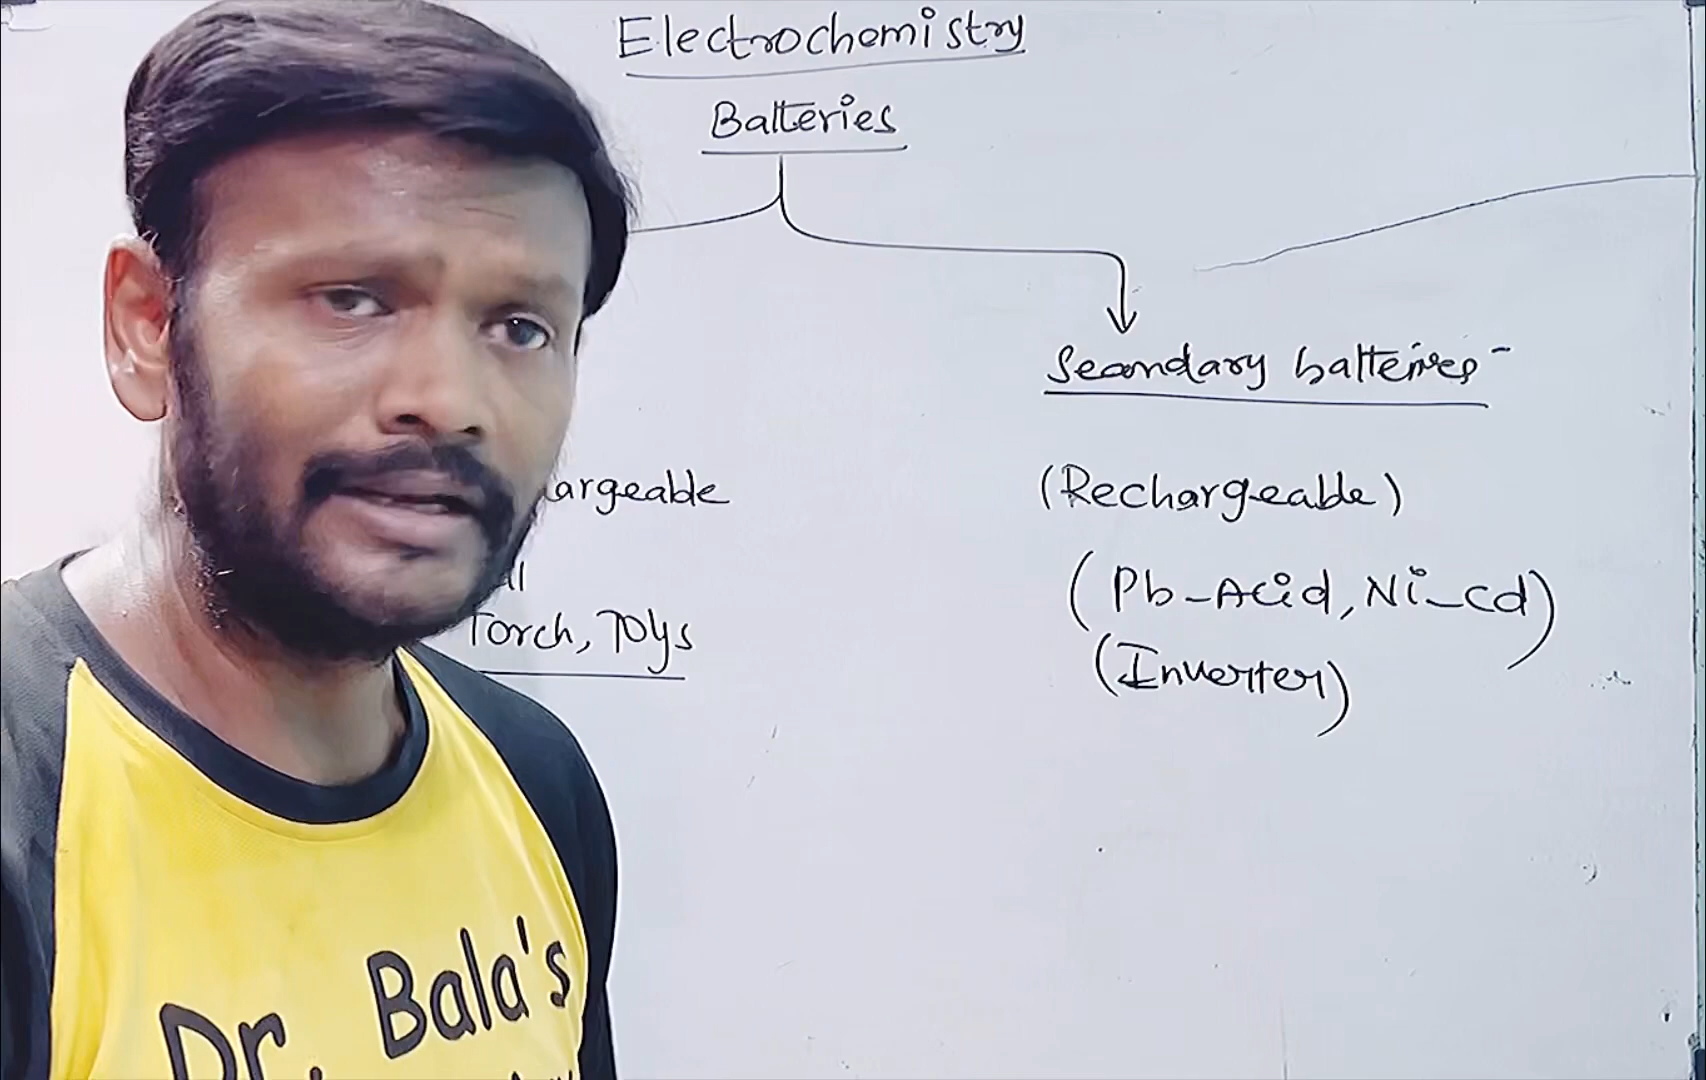 Electrochemistry
Batteries
Secondary batteries -
argeable
(Rechargeable)
(Pb-Acid, Ni-Cd)
Torch, Toys
(Inverter)
Dr. Bala's